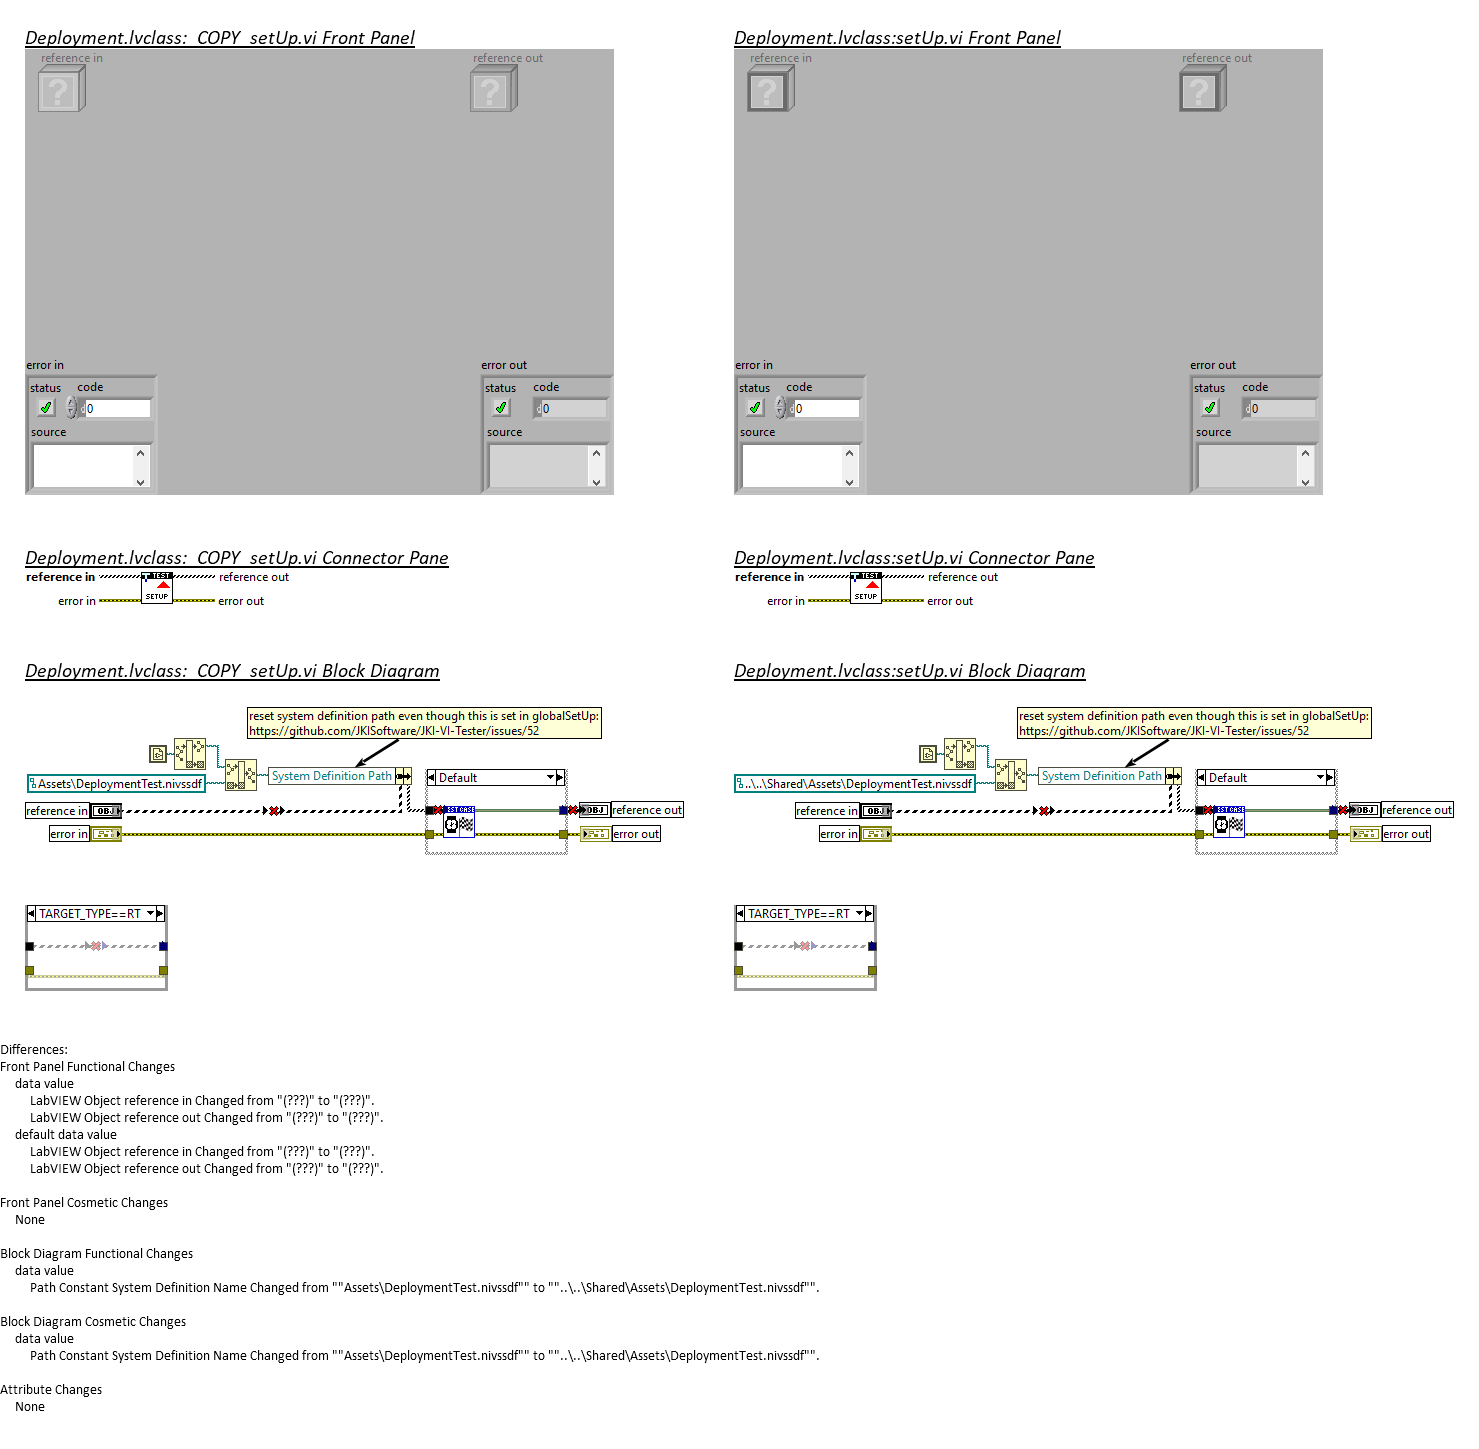 Deployment.lvclass:_COPY_setUp.vi Front Panel
reference in
reference out
error in
status
code
d 0
source
error out
status
code
d 0
source
Deployment.lvclass:setUp.vi Front Panel
reference in
reference out
error in
status
code
d 0
source
error out
status
code
d 0
source
Deployment.lvclass:_COPY_setUp.vi Connector Pane
reference in
TEST
reference out
error in
SETUP
error out
Deployment.lvclass:setUp.vi Connector Pane
reference in
TEST
reference out
error in
SETUP
error out
Deployment.lvclass:_COPY_setUp.vi Block Diagram
reset system definition path even though this is set in globalSetUp:
https://github.com/JKISoftware/JKI-VI-Tester/issues/52
System Definition Path
Assets\DeploymentTest.nivssdf
Default
reference in
OBJ
OBJ
reference out
error in
error out
TARGET_TYPE==RT
Deployment.lvclass:setUp.vi Block Diagram
reset system definition path even though this is set in globalSetUp:
https://github.com/JKISoftware/JKI-VI-Tester/issues/52
System Definition Path
..\..\Shared\Assets\DeploymentTest.nivssdf
Default
reference in
OBJ
OBJ
reference out
error in
error out
TARGET_TYPE==RT
Differences:
Front Panel Functional Changes
data value
LabVIEW Object reference in Changed from "(???)" to "(???)".
LabVIEW Object reference out Changed from "(???)" to "(???)".
default data value
LabVIEW Object reference in Changed from "(???)" to "(???)".
LabVIEW Object reference out Changed from "(???)" to "(???)".
Front Panel Cosmetic Changes
None
Block Diagram Functional Changes
data value
Path Constant System Definition Name Changed from ""Assets\DeploymentTest.nivssdf"" to ""..\..\Shared\Assets\DeploymentTest.nivssdf"".
Block Diagram Cosmetic Changes
data value
Path Constant System Definition Name Changed from ""Assets\DeploymentTest.nivssdf"" to ""..\..\Shared\Assets\DeploymentTest.nivssdf"".
Attribute Changes
None